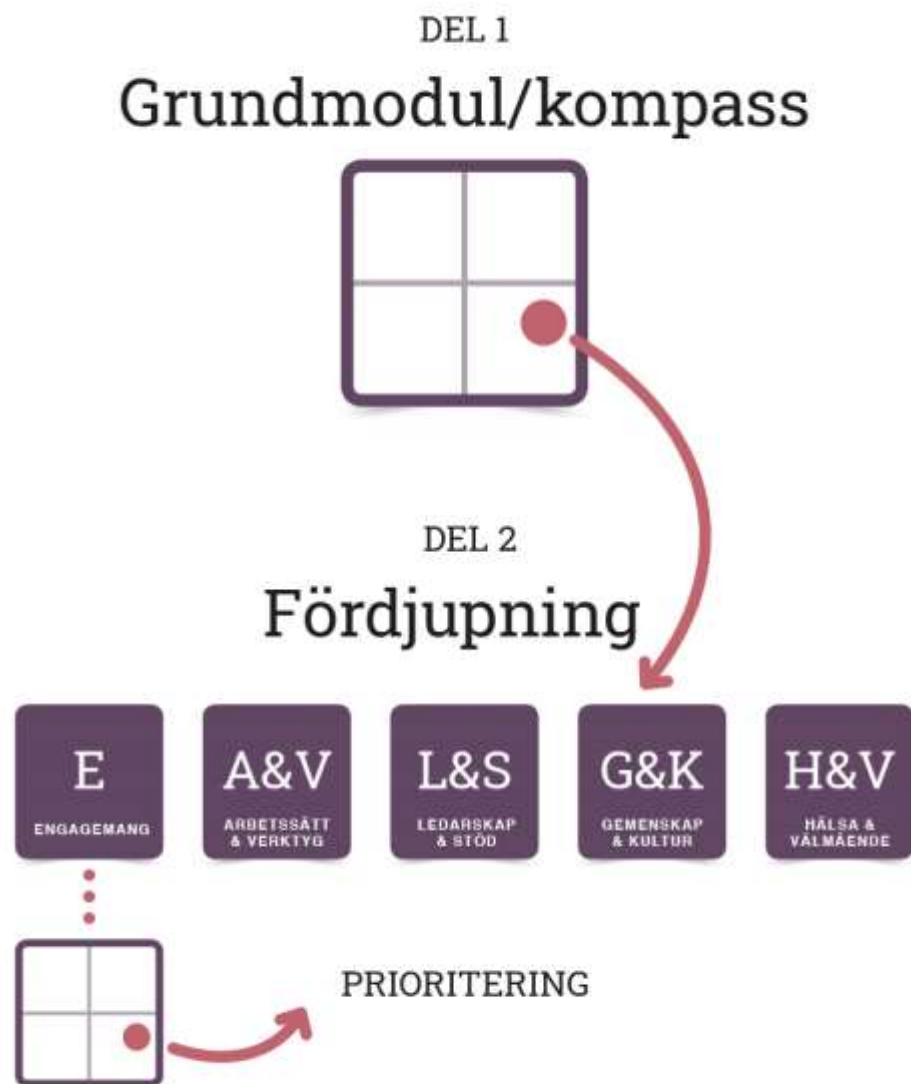 DEL 1
Grundmodul/kompass
DEL 2
Fördjupning
E
ENGAGEMANG
A&V
ARBETSSÄTT
& VERKTYG
L&S
LEDARSKAP
& STÖD
G&K
GEMENSKAP
& KULTUR
H&V
HÄLSA &
VÄLMÅENDE
PRIORITERING